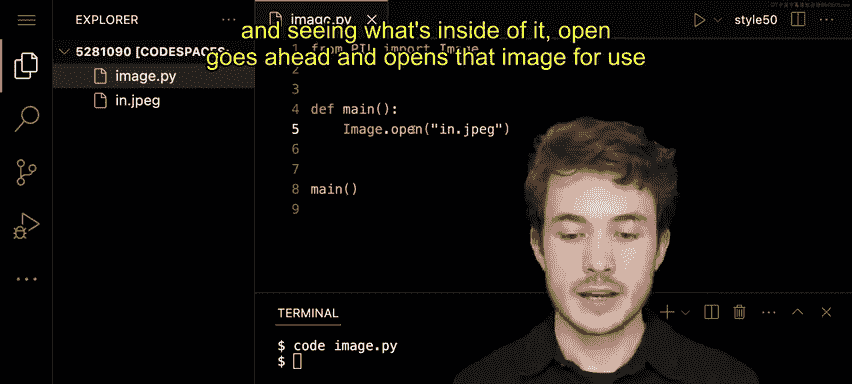 EXPLORER
image.py
style50
and seeing what's inside of it, open
goes ahead and opens that image for use
5281090 [CODESPACES:
image.py
in.jpeg
1 from PIL import Image
2
3
4 def main():
5 Image.open("in.jpeg")
6
7
8 main()
9
TERMINAL
$ code image.py
$